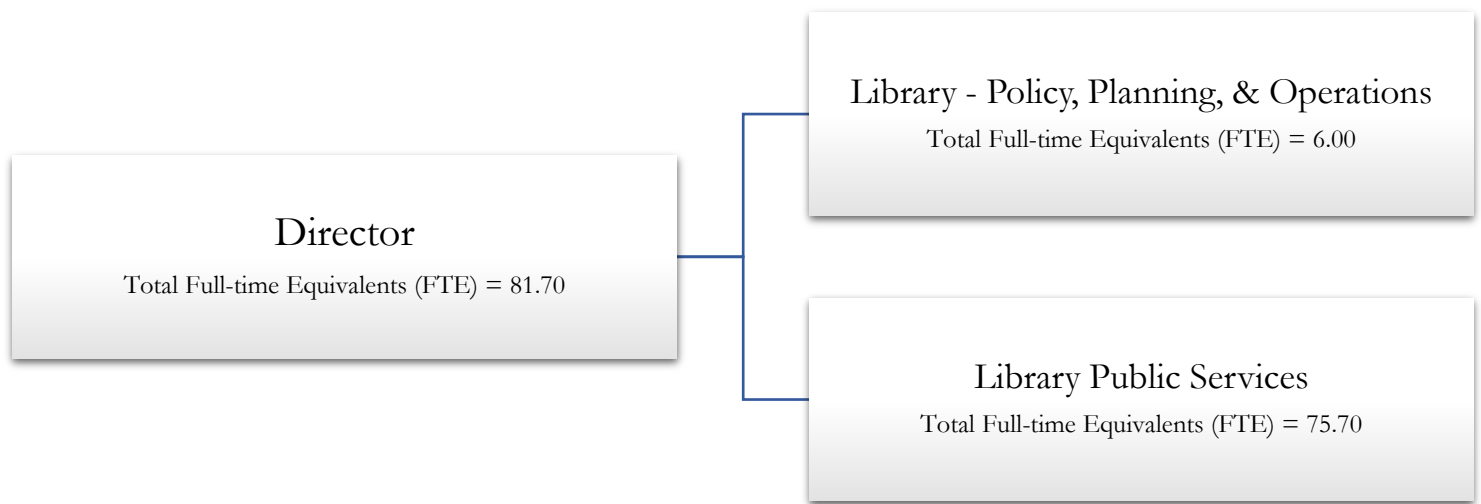 Director
Total Full-time Equivalents (FTE) = 81.70
Library - Policy, Planning, & Operations
Total Full-time Equivalents (FTE) = 6.00
Library Public Services
Total Full-time Equivalents (FTE) = 75.70